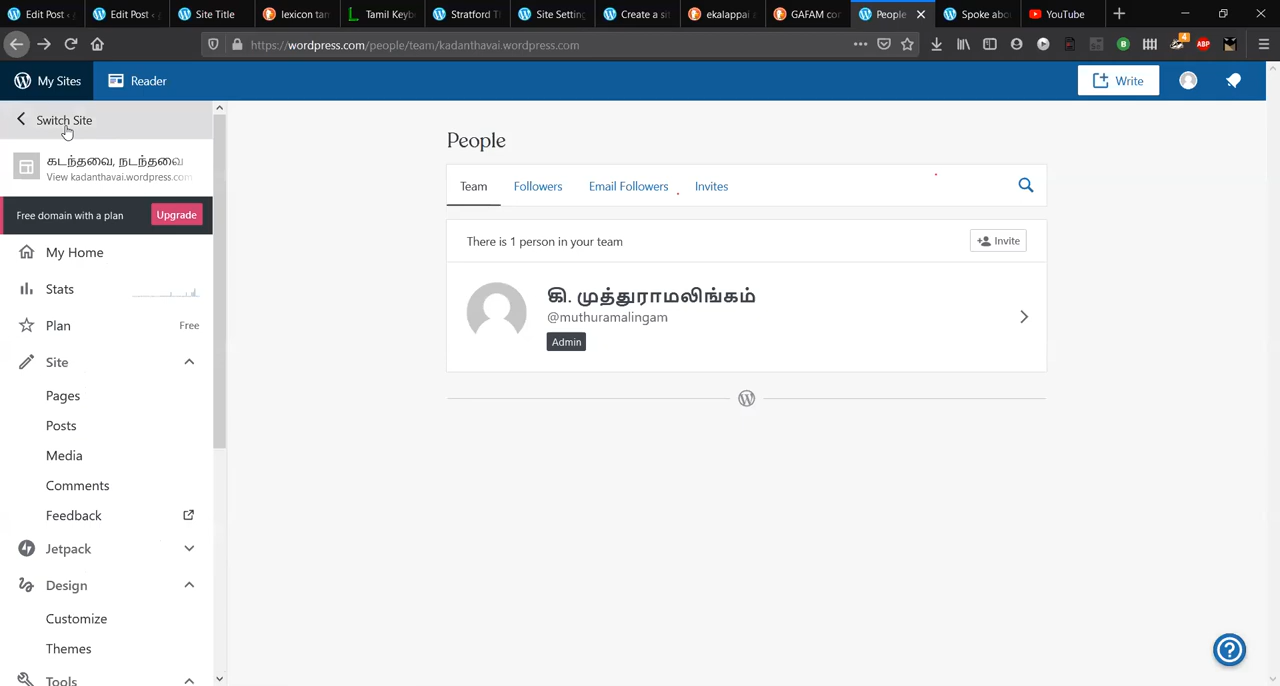 Edit Post
Edit Post
Site Title
lexicon tam
Tamil Keyb
Stratford T
Site Setting
Create a si
ekalappai
GAFAM co
People
Spoke abo
YouTube
https://wordpress.com/people/team/kadanthavai.wordpress.com
4
B
ABP
My Sites
Reader
Write
Switch Site
கடந்தவை, நடந்தவை
View kadanthavai.wordpress.com
Free domain with a plan
Upgrade
My Home
Stats
Plan
Free
Site
Pages
Posts
Media
Comments
Feedback
Jetpack
Design
Customize
Themes
Tools
People
Team
Followers
Email Followers
Invites
There is 1 person in your team
Invite
கி. முத்துராமலிங்கம்
@muthuramalingam
Admin